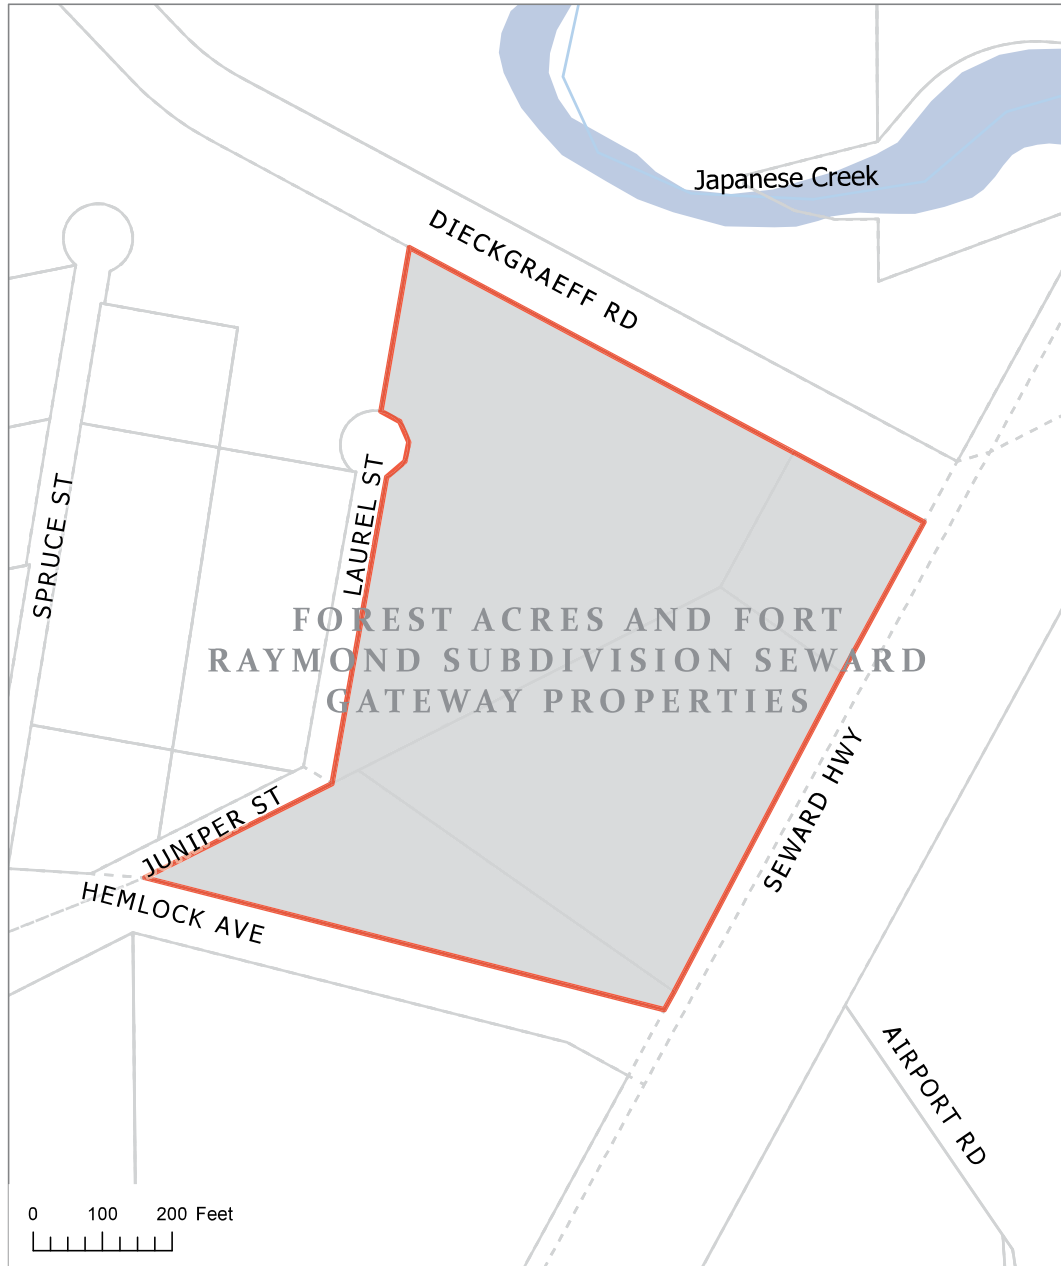 Japanese Creek
DIECKGRAEFF RD
LAUREL ST
SPRUCE ST
FOREST ACRES AND FORT
RAYMOND SUBDIVISION SEWARD
GATEWAY PROPERTIES
SEWARD HWY
JUNIPER ST
HEMLOCK AVE
AIRPORT RD
0 100 200 Feet